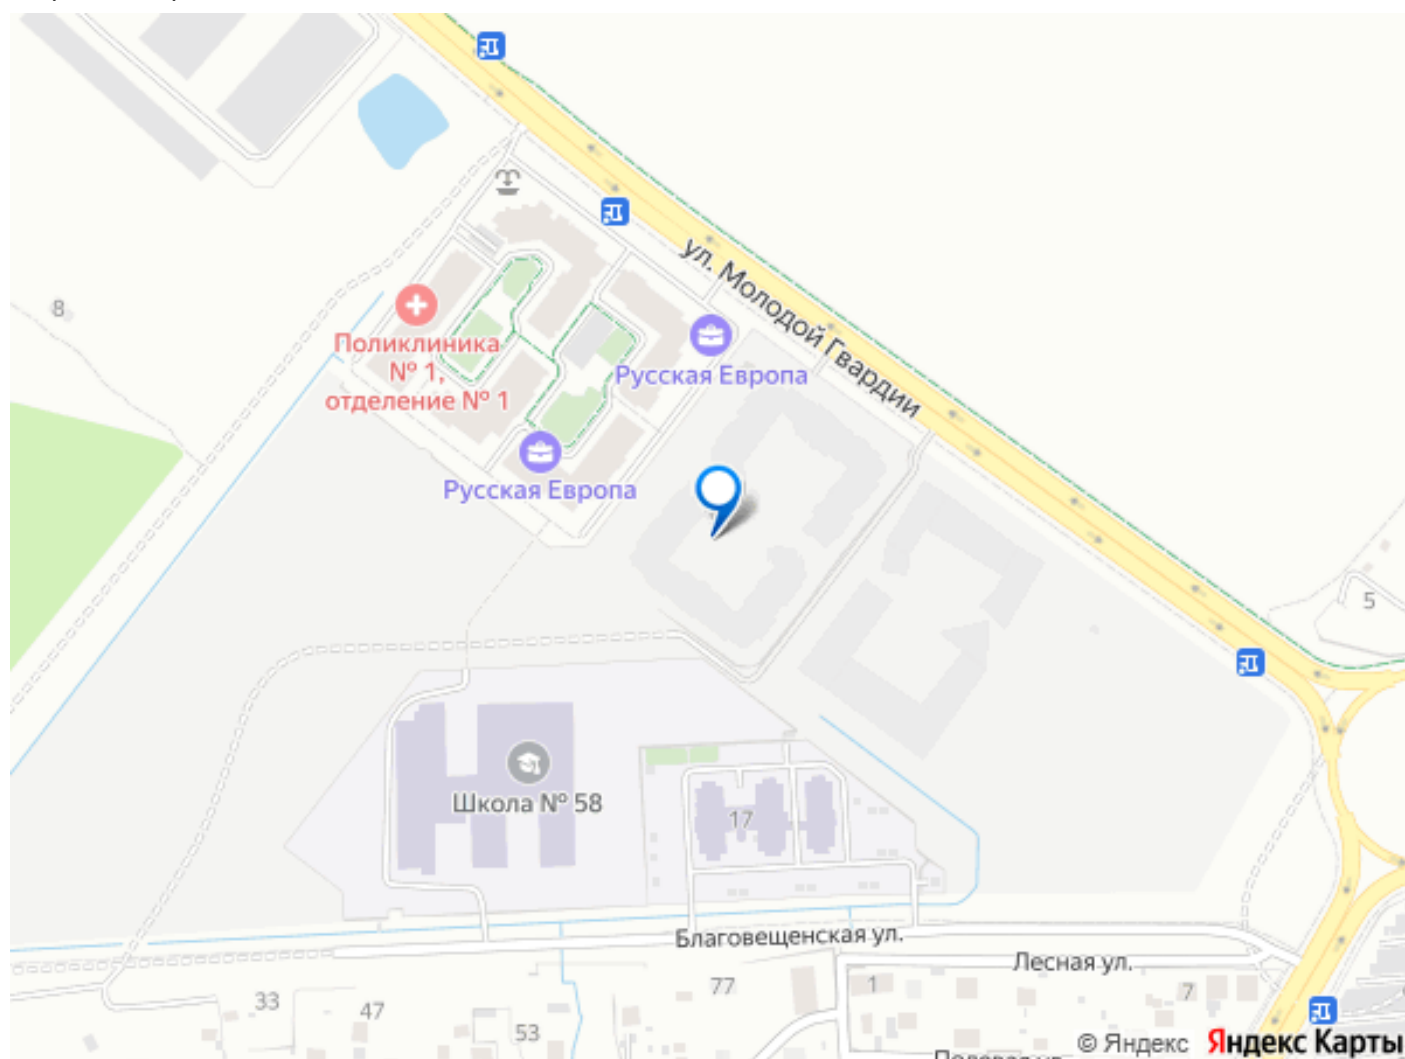 ул. Молодой Гвардии
8
Поликлиника
№ 1,
отделение № 1
Русская Европа
Русская Европа
5
Школа № 58
17
Благовещенская ул.
Лесная ул.
77
1
7
33
47
53
© Яндекс Яндекс Карты